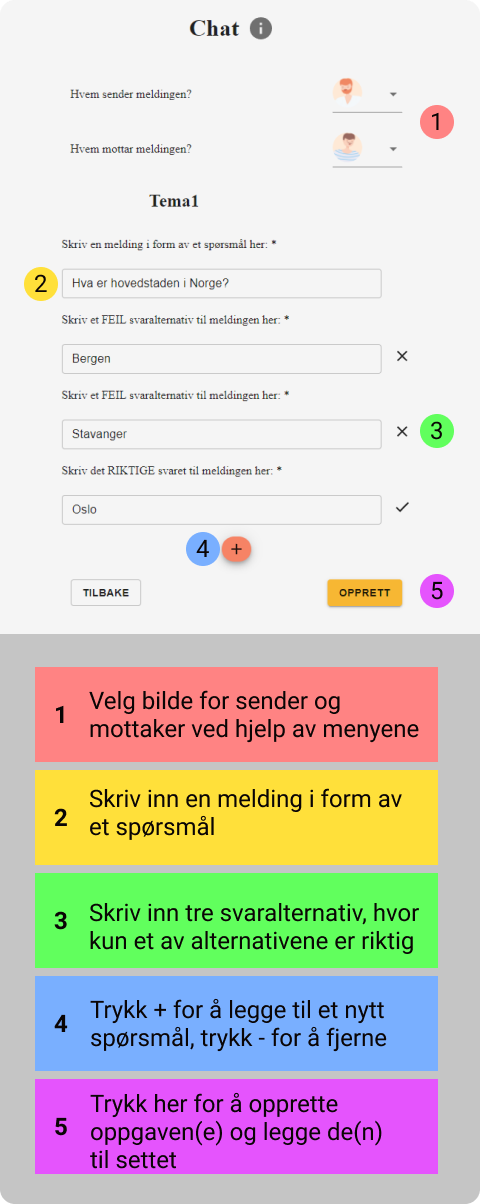 Chat
Hvem sender meldingen?
1
Hvem mottar meldingen?
Tema1
Skriv en melding i form av et spørsmål her: *
2 Hva er hovedstaden i Norge?
Skriv et FEIL svaralternativ til meldingen her: *
Bergen
Skriv et FEIL svaralternativ til meldingen her: *
Stavanger
3
Skriv det RIKTIGE svaret til meldingen her: *
Oslo
4 +
TILBAKE OPPRETT 5
1 Velg bilde for sender og
mottaker ved hjelp av menyene
2 Skriv inn en melding i form av
et spørsmål
3 Skriv inn tre svaralternativ, hvor
kun et av alternativene er riktig
4 Trykk + for å legge til et nytt
spørsmål, trykk - for å fjerne
5 Trykk her for å opprette
oppgaven(e) og legge de(n)
til settet